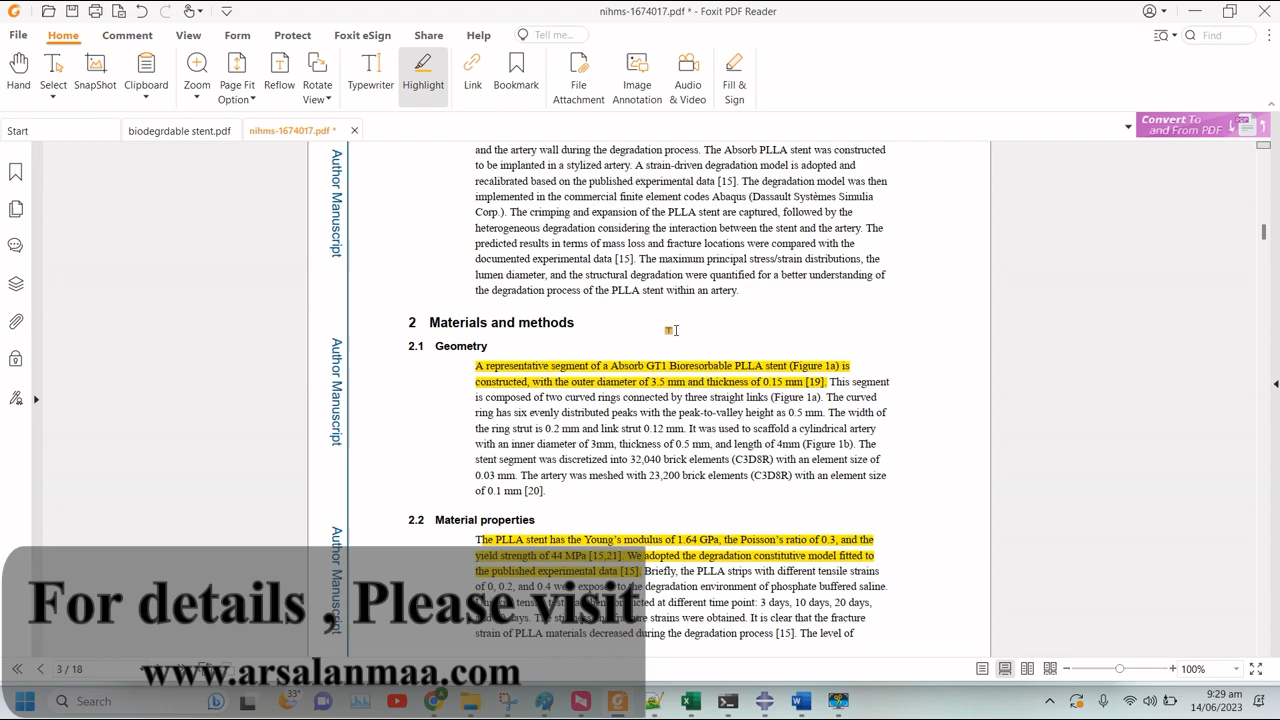 nihms-1674017.pdf * - Foxit PDF Reader
File Home Comment View Form Protect Foxit eSign Share Help Tell me... Find
Hand Select SnapShot Clipboard Zoom Page Fit Option Reflow Rotate View Typewriter Highlight Link Bookmark File Attachment Image Annotation Audio & Video Fill & Sign
Start biodegrdable stent.pdf nihms-1674017.pdf * Convert To and From PDF
Author Manuscript
and the artery wall during the degradation process. The Absorb PLLA stent was constructed
to be implanted in a stylized artery. A strain-driven degradation model is adopted and
recalibrated based on the published experimental data [15]. The degradation model was then
implemented in the commercial finite element codes Abaqus (Dassault Systèmes Simulia
Corp.). The crimping and expansion of the PLLA stent are captured, followed by the
heterogeneous degradation considering the interaction between the stent and the artery. The
predicted results in terms of mass loss and fracture locations were compared with the
documented experimental data [15]. The maximum principal stress/strain distributions, the
lumen diameter, and the structural degradation were quantified for a better understanding of
the degradation process of the PLLA stent within an artery.
2 Materials and methods
2.1 Geometry
Author Manuscript
A representative segment of a Absorb GT1 Bioresorbable PLLA stent (Figure 1a) is
constructed, with the outer diameter of 3.5 mm and thickness of 0.15 mm [19]. This segment
is composed of two curved rings connected by three straight links (Figure 1a). The curved
ring has six evenly distributed peaks with the peak-to-valley height as 0.5 mm. The width of
the ring strut is 0.2 mm and link strut 0.12 mm. It was used to scaffold a cylindrical artery
with an inner diameter of 3mm, thickness of 0.5 mm, and length of 4mm (Figure 1b). The
stent segment was discretized into 32,040 brick elements (C3D8R) with an element size of
0.03 mm. The artery was meshed with 23,200 brick elements (C3D8R) with an element size
of 0.1 mm [20].
2.2 Material properties
Author Manuscript
The PLLA stent has the Young's modulus of 1.64 GPa, the Poisson's ratio of 0.3, and the
yield strength of 44 MPa [15,21]. We adopted the degradation constitutive model fitted to
the published experimental data [15]. Briefly, the PLLA strips with different tensile strains
of 0, 0.2, and 0.4 were exposed to the degradation environment of phosphate buffered saline.
conducted at different time point: 3 days, 10 days, 20 days,
days. The fracture strains were obtained. It is clear that the fracture
strain of PLLA materials decreased during the degradation process [15]. The level of
For details , Please visit
www.arsalanmaa.com
3 / 18 100%
Search 33° 9:29 am
14/06/2023